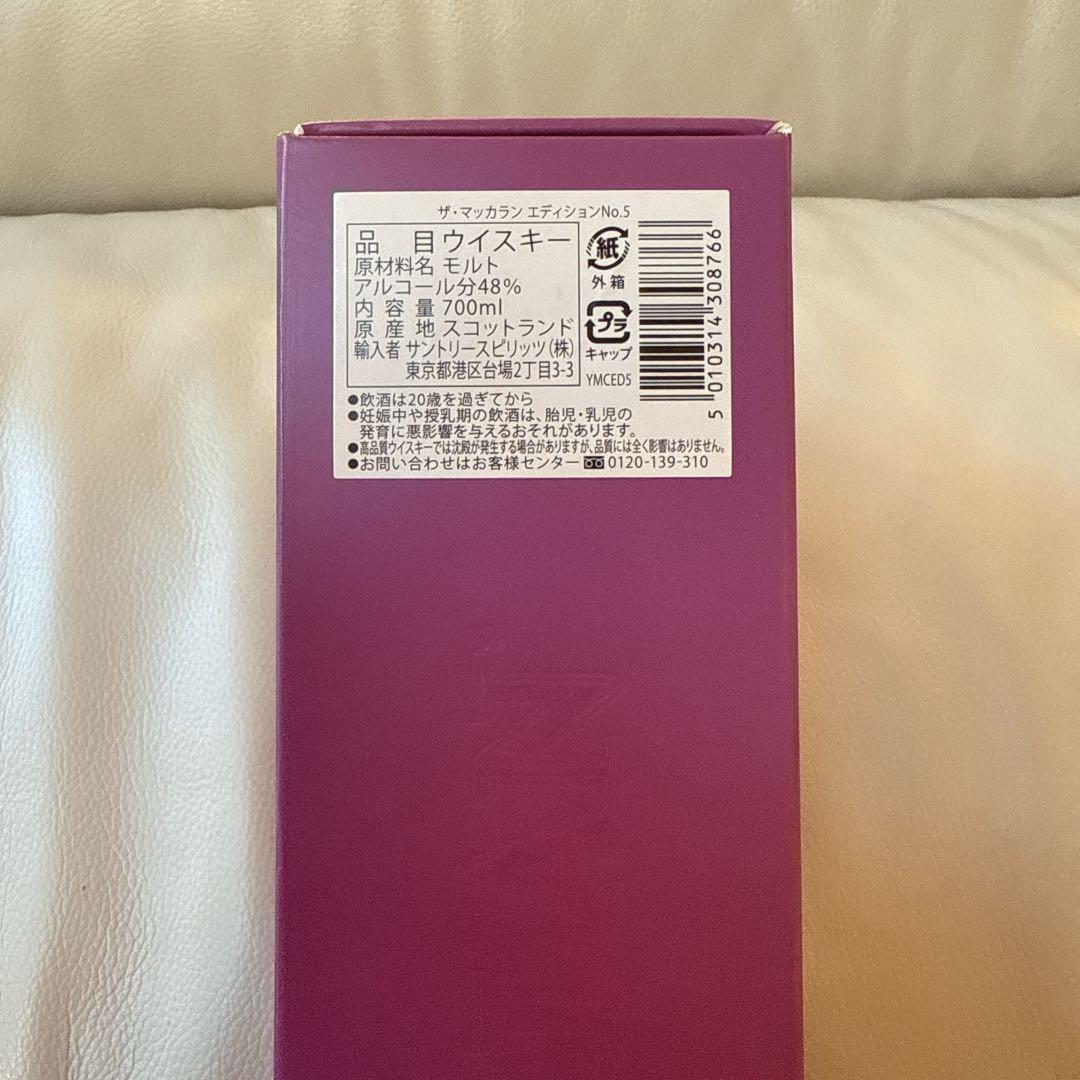 ザ・マッカラン エディションNo.5
品目 ウイスキー
原材料名 モルト
アルコール分48%
内容量 700ml
原産地 スコットランド
輸入者 サントリースピリッツ(株)
東京都港区台場2丁目3-3
紙
外箱
プラ
キャップ
YMCED5
5 010314 308766
●飲酒は20歳を過ぎてから
●妊娠中や授乳期の飲酒は、胎児・乳児の
発育に悪影響を与えるおそれがあります。
●高品質ウイスキーでは沈殿が発生する場合がありますが、品質には全く影響はありません。
●お問い合わせはお客様センター 0120-139-310